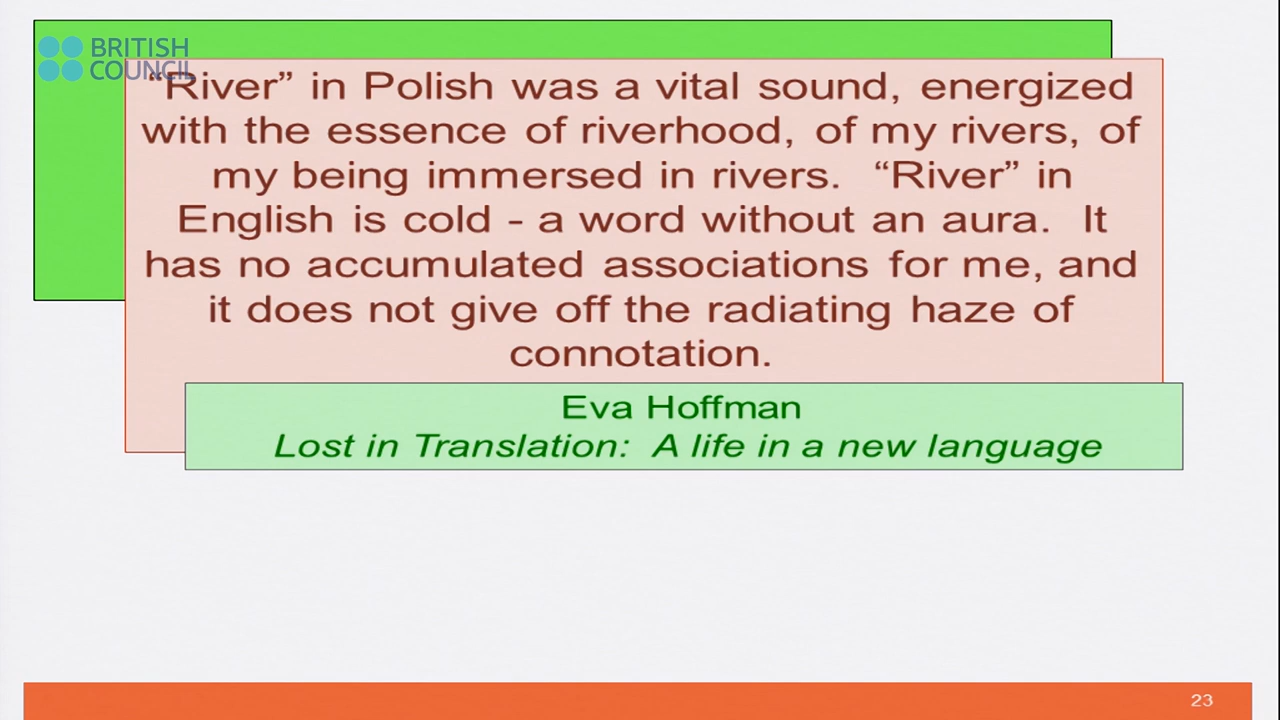 BRITISH
COUNCIL
“River” in Polish was a vital sound, energized
with the essence of riverhood, of my rivers, of
my being immersed in rivers. “River” in
English is cold - a word without an aura. It
has no accumulated associations for me, and
it does not give off the radiating haze of
connotation.
Eva Hoffman
Lost in Translation: A life in a new language
23